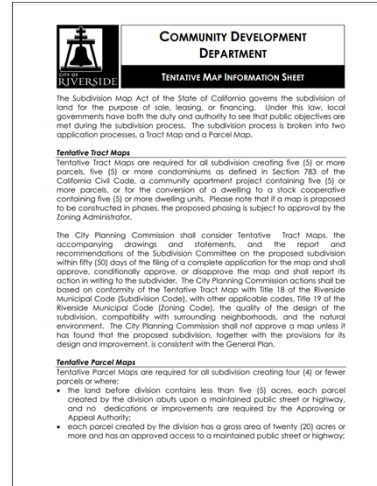 COMMUNITY DEVELOPMENT
DEPARTMENT
CITY OF
RIVERSIDE
TENTATIVE MAP INFORMATION SHEET
The Subdivision Map Act of the State of California governs the subdivision of
land for the purpose of sale, leasing, or financing. Under this law, local
governments have both the duty and authority to see that public objectives are
met during the subdivision process. The subdivision process is broken into two
application processes, a Tract Map and a Parcel Map.
Tentative Tract Maps
Tentative Tract Maps are required for all subdivision creating five (5) or more
parcels, five (5) or more condominiums as defined in Section 783 of the
California Civil Code, a community apartment project containing five (5) or
more parcels, or for the conversion of a dwelling to a stock cooperative
containing five (5) or more dwelling units. Please note that if a map is proposed
to be constructed in phases, the proposed phasing is subject to approval by the
Zoning Administrator.
The City Planning Commission shall consider Tentative Tract Maps, the
accompanying drawings and statements, and the report and
recommendations of the Subdivision Committee on the proposed subdivision
within fifty (50) days of the filing of a complete application for the map and shall
approve, conditionally approve, or disapprove the map and shall report its
action in writing to the subdivider. The City Planning Commission actions shall be
based on conformity of the Tentative Tract Map with Title 18 of the Riverside
Municipal Code (Subdivision Code), with other applicable codes, Title 19 of the
Riverside Municipal Code (Zoning Code), the quality of the design of the
subdivision, compatibility with surrounding neighborhoods, and the natural
environment. The City Planning Commission shall not approve a map unless it
has found that the proposed subdivision, together with the provisions for its
design and improvement, is consistent with the General Plan.
Tentative Parcel Maps
Tentative Parcel Maps are required for all subdivision creating four (4) or fewer
parcels or where:
• the land before division contains less than five (5) acres, each parcel
created by the division abuts upon a maintained public street or highway,
and no dedications or improvements are required by the Approving or
Appeal Authority;
• each parcel created by the division has a gross area of twenty (20) acres or
more and has an approved access to a maintained public street or highway;